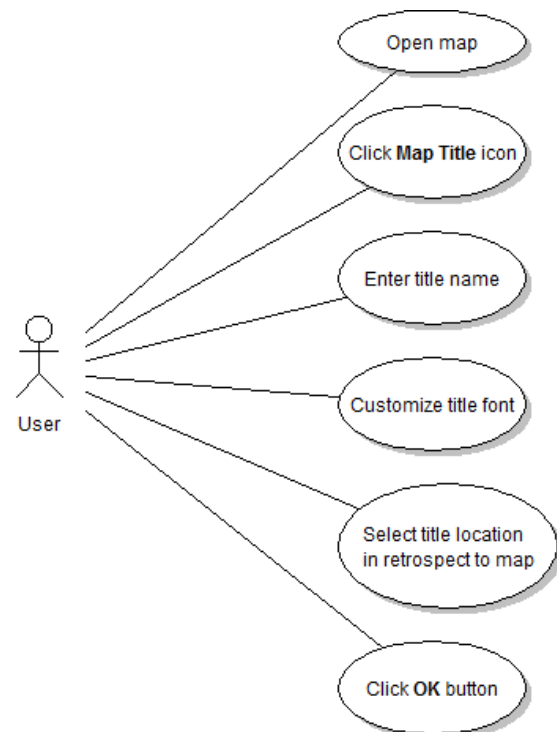 Open map
Click Map Title icon
Enter title name
Customize title font
User
Select title location
in retrospect to map
Click OK button